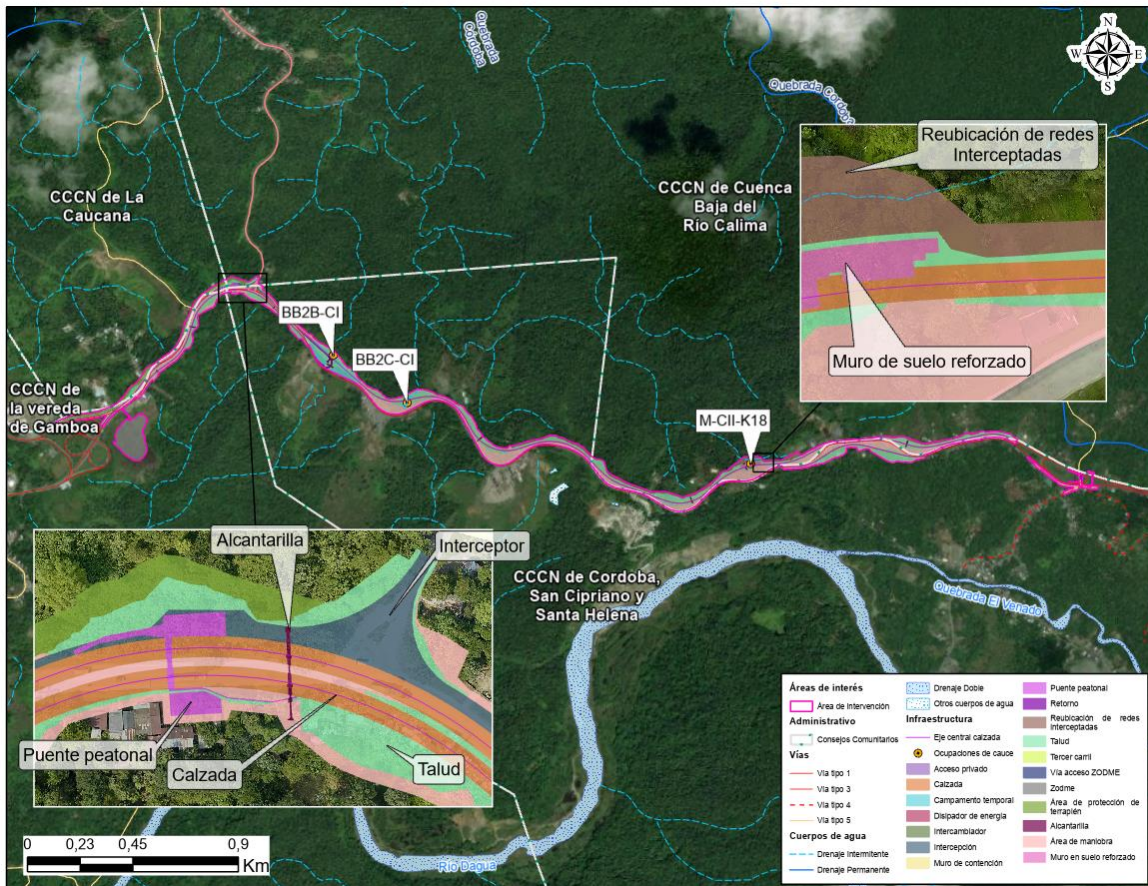 N
W
E
S
Quebrada
Córdoba
Quebrada Córdoba
Reubicación de redes
Interceptadas
CCCN de La
Caucana
CCCN de Cuenca
Baja del
Río Calima
BB2B-CI
BB2C-CI
Muro de suelo reforzado
CCCN de
la vereda
de Gamboa
M-CII-K18
Alcantarilla
Interceptor
CCCN de Cordoba,
San Cipriano y
Santa Helena
Quebrada El Venado
Puente peatonal
Calzada
Talud
0 0,23 0,45 0,9
Km
Río Dagua
Áreas de interés
Área de Intervención
Administrativo
Consejos Comunitarios
Vías
Vía tipo 1
Vía tipo 3
Vía tipo 4
Vía tipo 5
Cuerpos de agua
Drenaje Intermitente
Drenaje Permanente
Drenaje Doble
Otros cuerpos de agua
Infraestructura
Eje central calzada
Ocupaciones de cauce
Acceso privado
Calzada
Campamento temporal
Disipador de energía
Intercambiador
Intercepción
Muro de contención
Puente peatonal
Retorno
Reubicación de redes
Interceptadas
Talud
Tercer carril
Vía acceso ZODME
Zodme
Área de protección de
terraplén
Alcantarilla
Área de maniobra
Muro en suelo reforzado